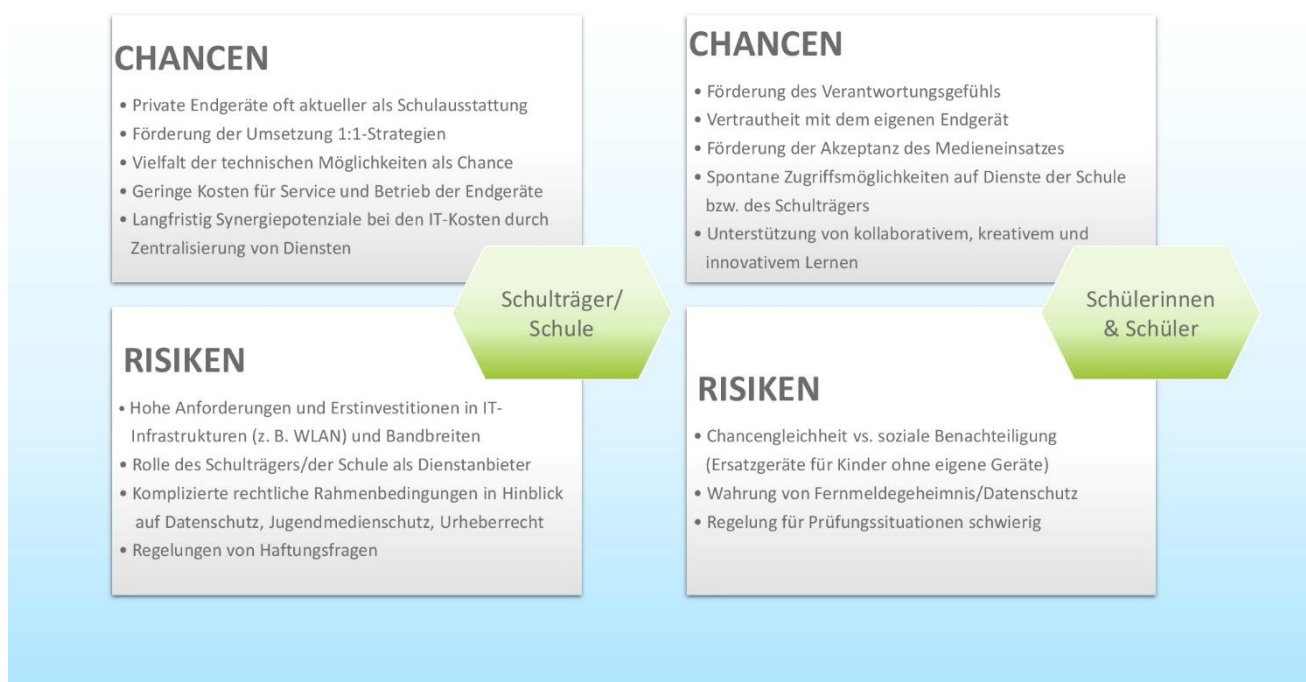 CHANCEN
• Private Endgeräte oft aktueller als Schulausstattung
• Förderung der Umsetzung 1:1-Strategien
• Vielfalt der technischen Möglichkeiten als Chance
• Geringe Kosten für Service und Betrieb der Endgeräte
• Langfristig Synergiepotenziale bei den IT-Kosten durch
Zentralisierung von Diensten
Schulträger/
Schule
RISIKEN
• Hohe Anforderungen und Erstinvestitionen in IT-
Infrastrukturen (z. B. WLAN) und Bandbreiten
• Rolle des Schulträgers/der Schule als Dienstanbieter
• Komplizierte rechtliche Rahmenbedingungen in Hinblick
auf Datenschutz, Jugendmedienschutz, Urheberrecht
• Regelungen von Haftungsfragen
CHANCEN
• Förderung des Verantwortungsgefühls
• Vertrautheit mit dem eigenen Endgerät
• Förderung der Akzeptanz des Medieneinsatzes
• Spontane Zugriffsmöglichkeiten auf Dienste der Schule
bzw. des Schulträgers
• Unterstützung von kollaborativem, kreativem und
innovativem Lernen
Schülerinnen
& Schüler
RISIKEN
• Chancengleichheit vs. soziale Benachteiligung
(Ersatzgeräte für Kinder ohne eigene Geräte)
• Wahrung von Fernmeldegeheimnis/Datenschutz
• Regelung für Prüfungssituationen schwierig